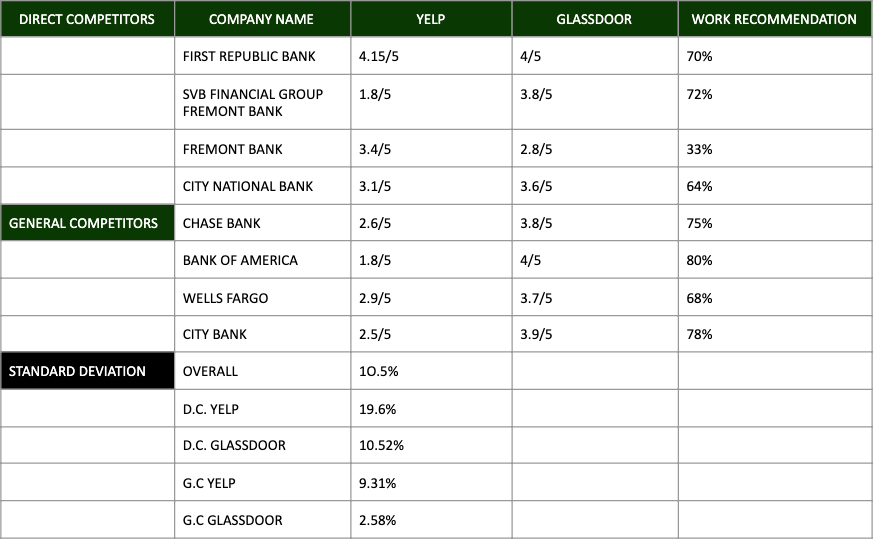 DIRECT COMPETITORS COMPANY NAME YELP GLASSDOOR WORK RECOMMENDATION
FIRST REPUBLIC BANK 4.15/5 4/5 70%
SVB FINANCIAL GROUP 1.8/5 3.8/5 72%
FREMONT BANK
FREMONT BANK 3.4/5 2.8/5 33%
CITY NATIONAL BANK 3.1/5 3.6/5 64%
GENERAL COMPETITORS CHASE BANK 2.6/5 3.8/5 75%
BANK OF AMERICA 1.8/5 4/5 80%
WELLS FARGO 2.9/5 3.7/5 68%
CITY BANK 2.5/5 3.9/5 78%
STANDARD DEVIATION OVERALL 1O.5%
D.C. YELP 19.6%
D.C. GLASSDOOR 10.52%
G.C YELP 9.31%
G.C GLASSDOOR 2.58%